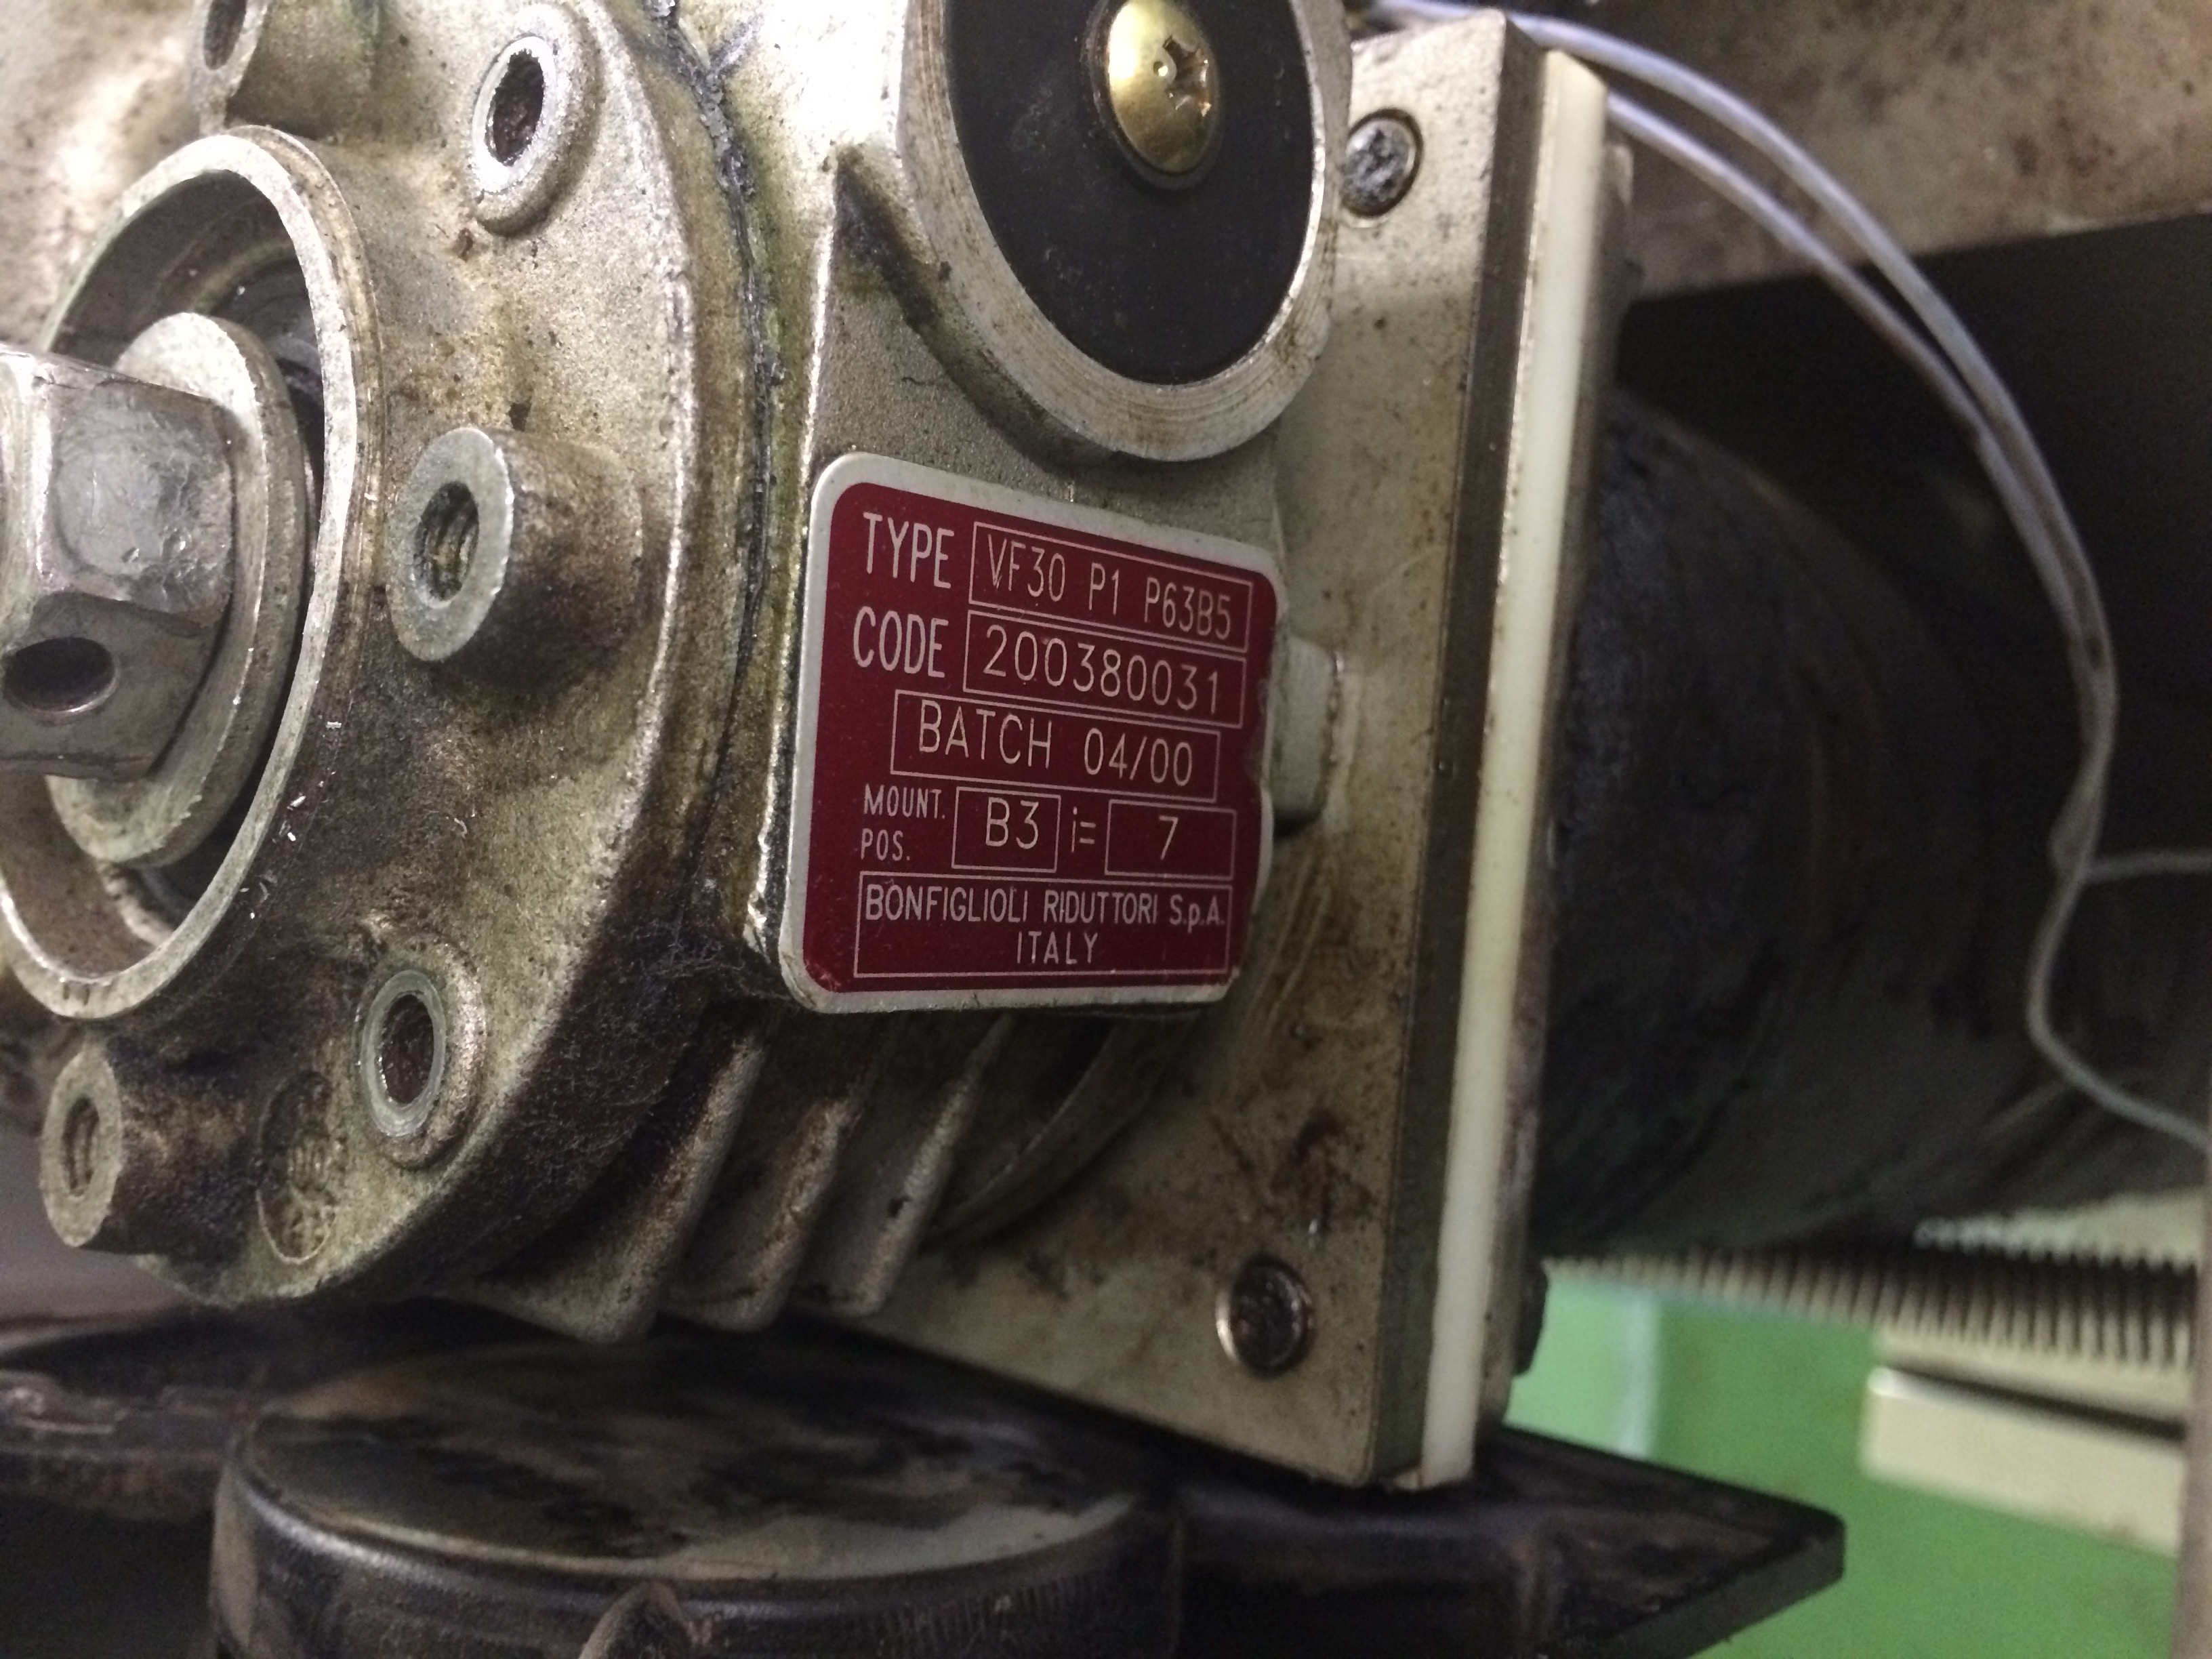 TYPE VF30 P1 P63B5
CODE 200380031
BATCH 04/00
MOUNT. POS. B3 i= 7
BONFIGLIOLI RIDUTTORI S.p.A.
ITALY